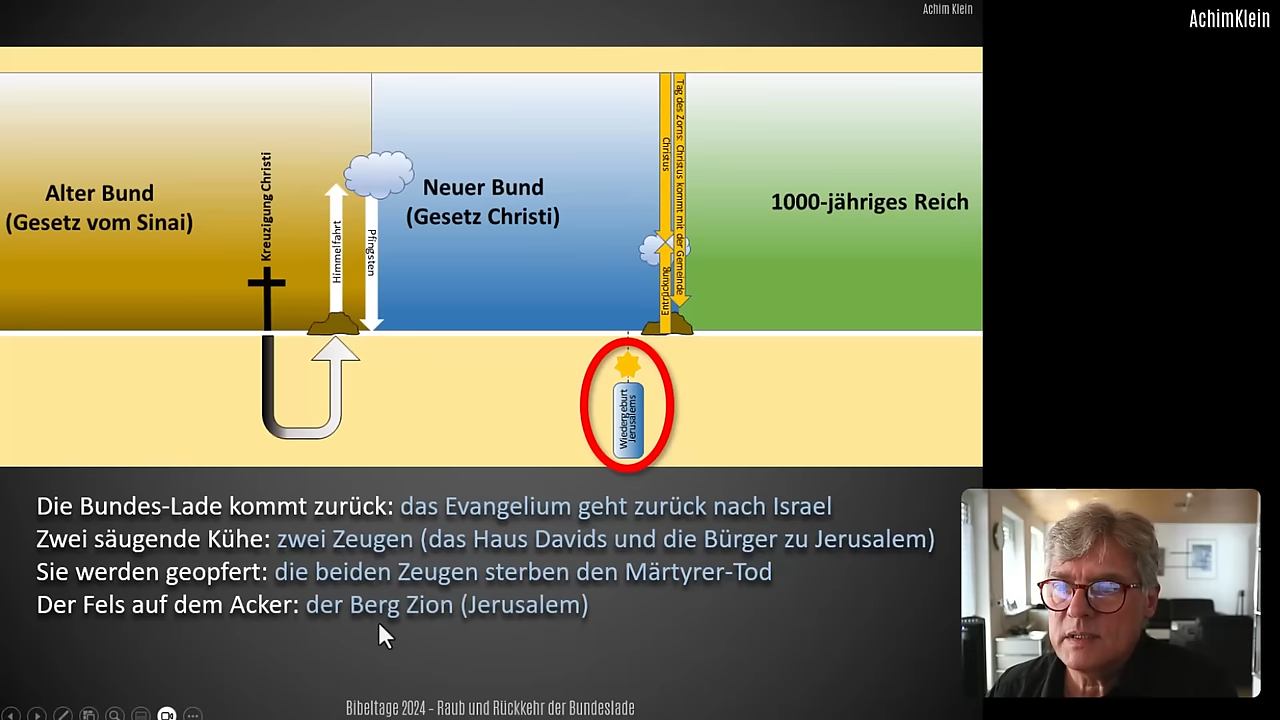 Achim Klein
AchimKlein
Alter Bund
(Gesetz vom Sinai)
Kreuzigung Christi
Himmelfahrt
Pfingsten
Neuer Bund
(Gesetz Christi)
Christus
Entrückung
Tag des Zorns: Christus kommt mit der Gemeinde
1000-jähriges Reich
Wiedergeburt
Jerusalems
Die Bundes-Lade kommt zurück: das Evangelium geht zurück nach Israel
Zwei säugende Kühe: zwei Zeugen (das Haus Davids und die Bürger zu Jerusalem)
Sie werden geopfert: die beiden Zeugen sterben den Märtyrer-Tod
Der Fels auf dem Acker: der Berg Zion (Jerusalem)
Bibeltage 2024 – Raub und Rückkehr der Bundeslade